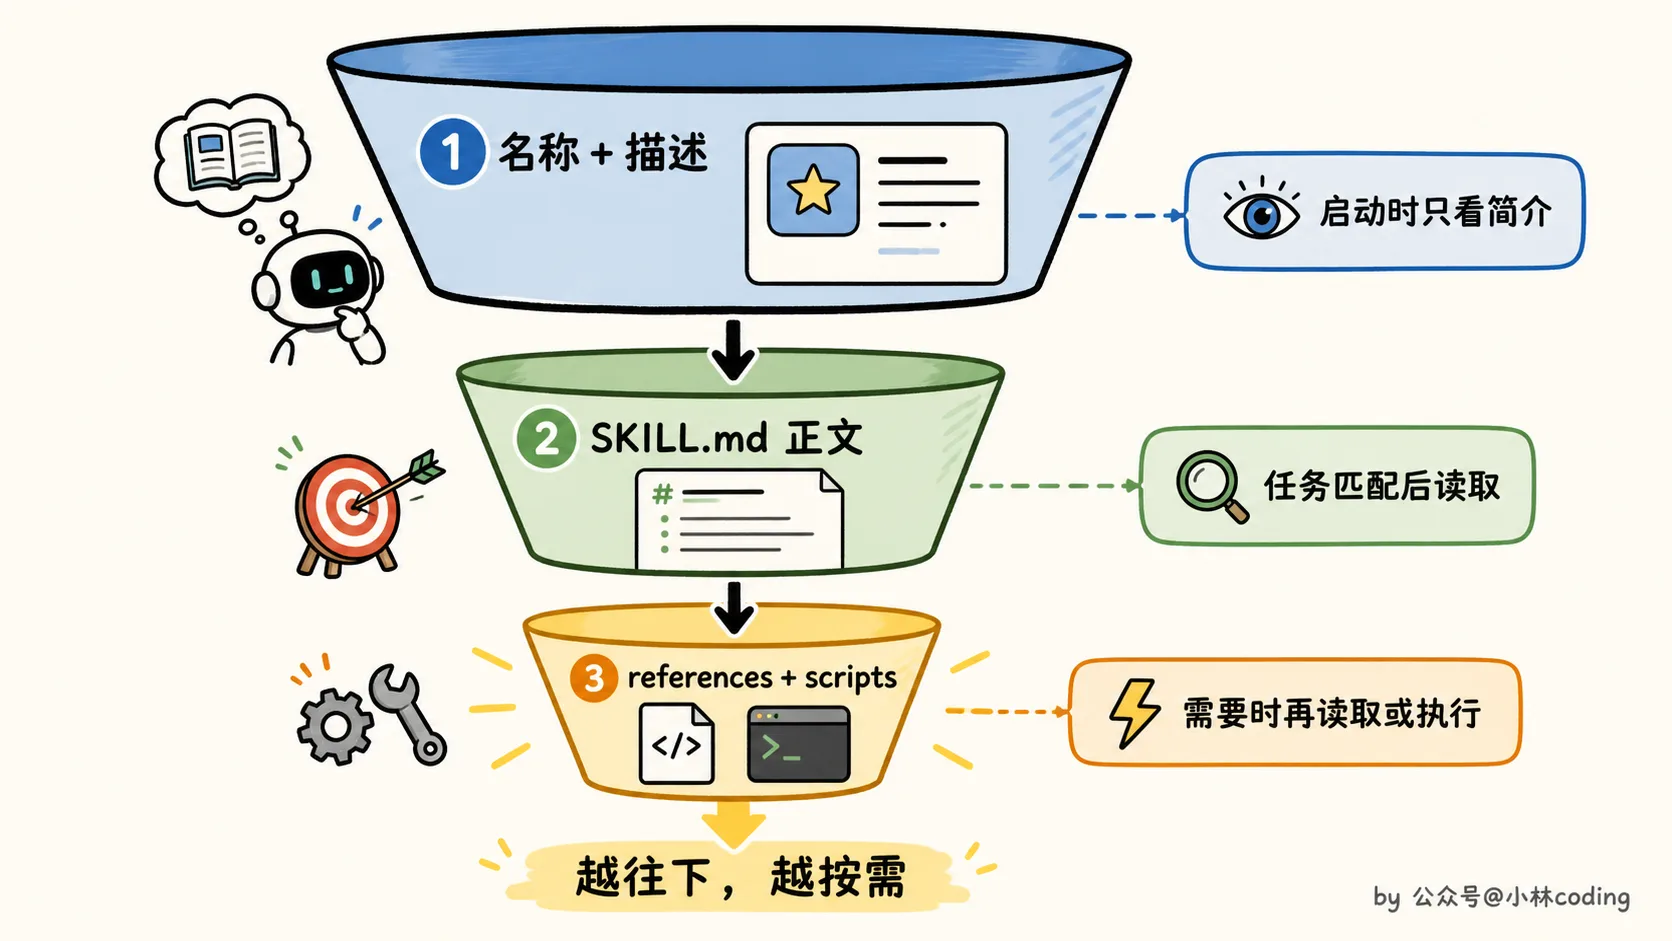 1 名称 + 描述
启动时只看简介
2 SKILL.md 正文
#
任务匹配后读取
3 references + scripts
</>
>_
需要时再读取或执行
越往下，越按需
by 公众号@小林coding